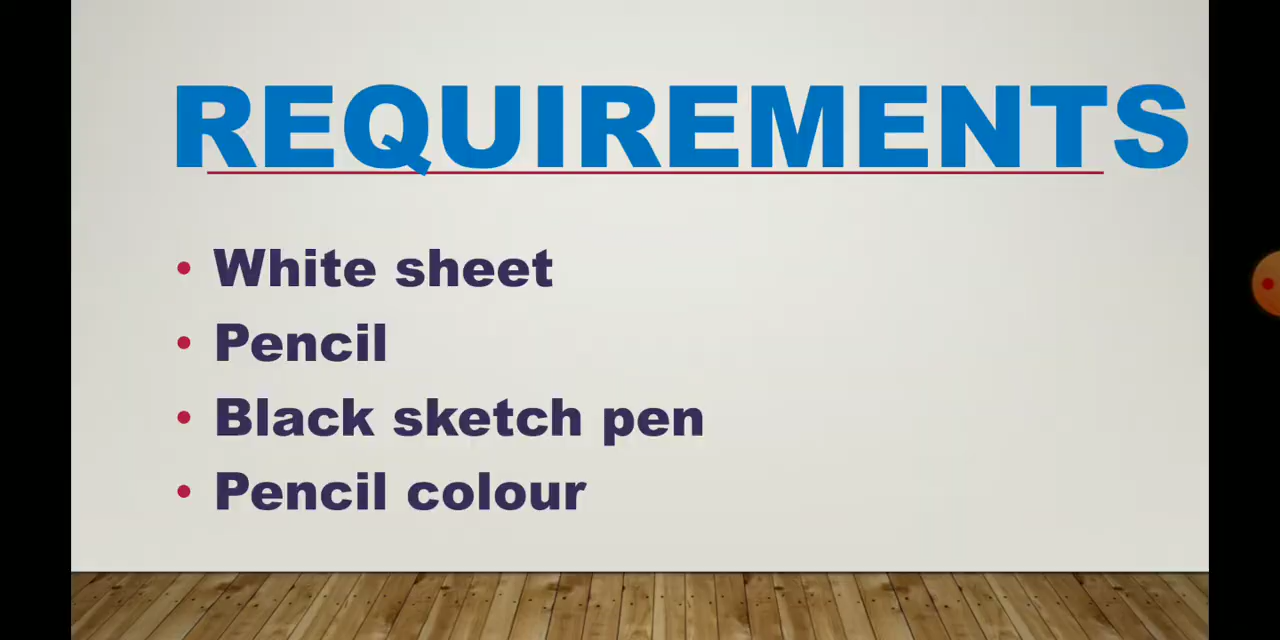 REQUIREMENTS
• White sheet
• Pencil
• Black sketch pen
• Pencil colour